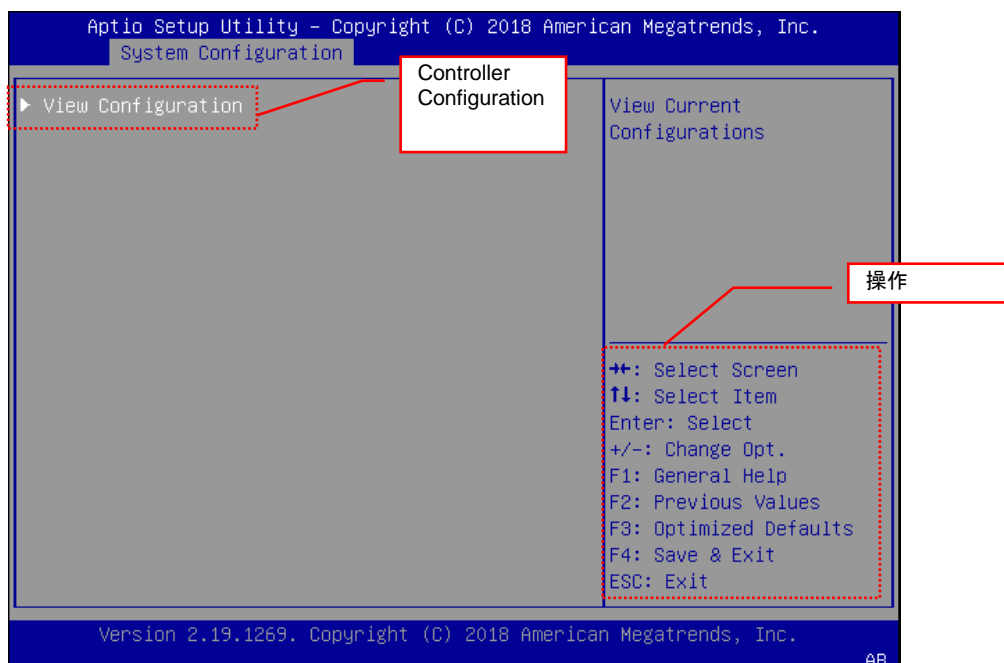 Aptio Setup Utility – Copyright (C) 2018 American Megatrends, Inc.
System Configuration
Controller
Configuration
▶ View Configuration
View Current
Configurations
操作
→←: Select Screen
↑↓: Select Item
Enter: Select
+/-: Change Opt.
F1: General Help
F2: Previous Values
F3: Optimized Defaults
F4: Save & Exit
ESC: Exit
Version 2.19.1269. Copyright (C) 2018 American Megatrends, Inc.
AB